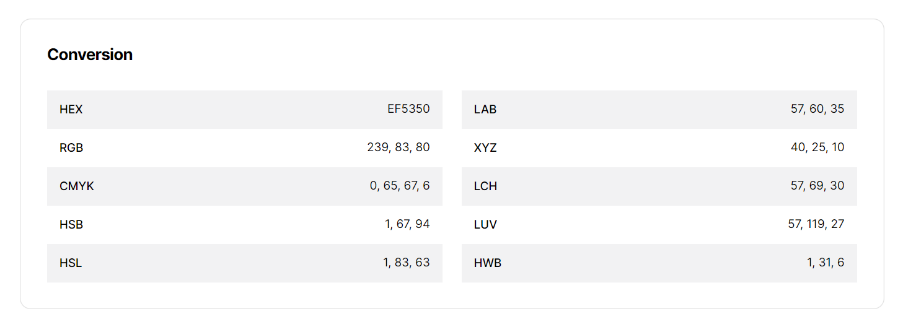 Conversion
HEX EF5350
RGB 239, 83, 80
CMYK 0, 65, 67, 6
HSB 1, 67, 94
HSL 1, 83, 63
LAB 57, 60, 35
XYZ 40, 25, 10
LCH 57, 69, 30
LUV 57, 119, 27
HWB 1, 31, 6